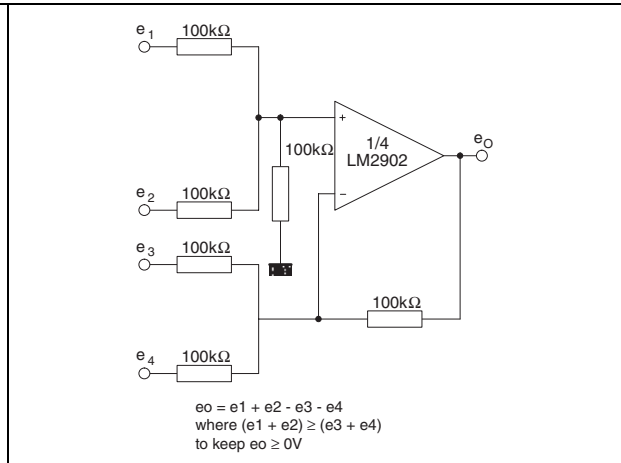 e1
100kΩ
100kΩ
+
1/4
LM2902
eO
−
e2
100kΩ
e3
100kΩ
100kΩ
e4
100kΩ
eo = e1 + e2 - e3 - e4
where (e1 + e2) ≥ (e3 + e4)
to keep eo ≥ 0V